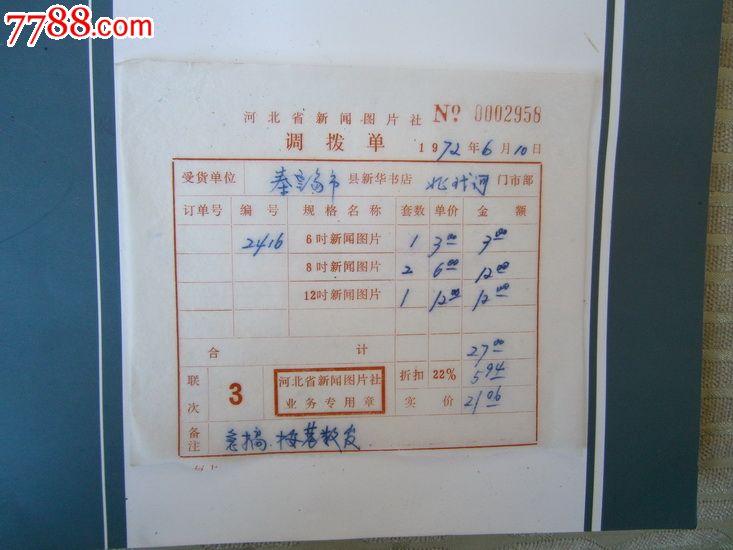 7788.com
河北省新闻图片社 Nº 0002958
调拨单 1972年6月10日
受货单位 秦皇岛市 县新华书店 北戴河 门市部
订单号 编号 规格名称 套数 单价 金额
2416 6吋新闻图片 1 3.00 3.00
8吋新闻图片 2 6.00 12.00
12吋新闻图片 1 12.00 12.00
合计 27.00
联次 3 河北省新闻图片社 业务专用章 折扣 22% 5.94
实价 21.06
备注 急搞